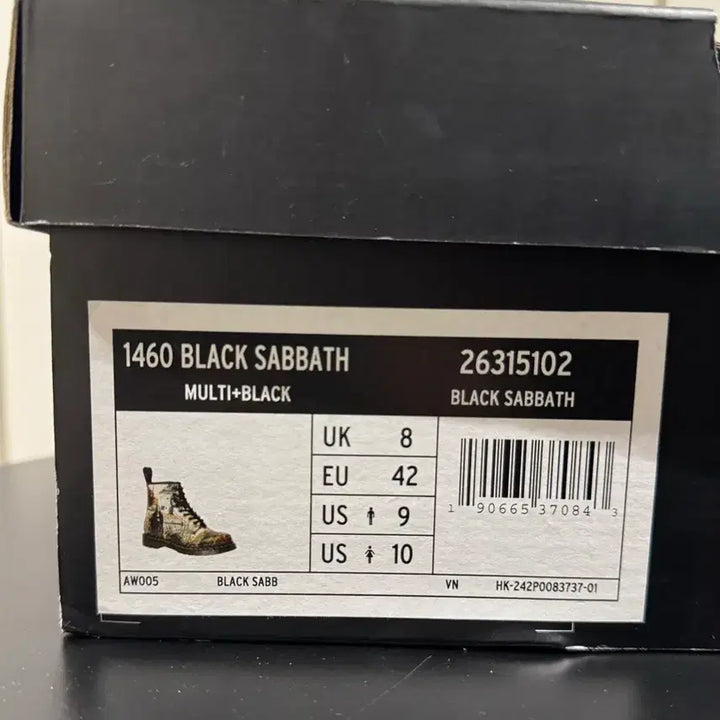 1460 BLACK SABBATH
MULTI+BLACK
26315102
BLACK SABBATH
UK 8
EU 42
US 9
US 10
1 90665 37084 3
AW005 BLACK SABB
VN HK-242P0083737-01